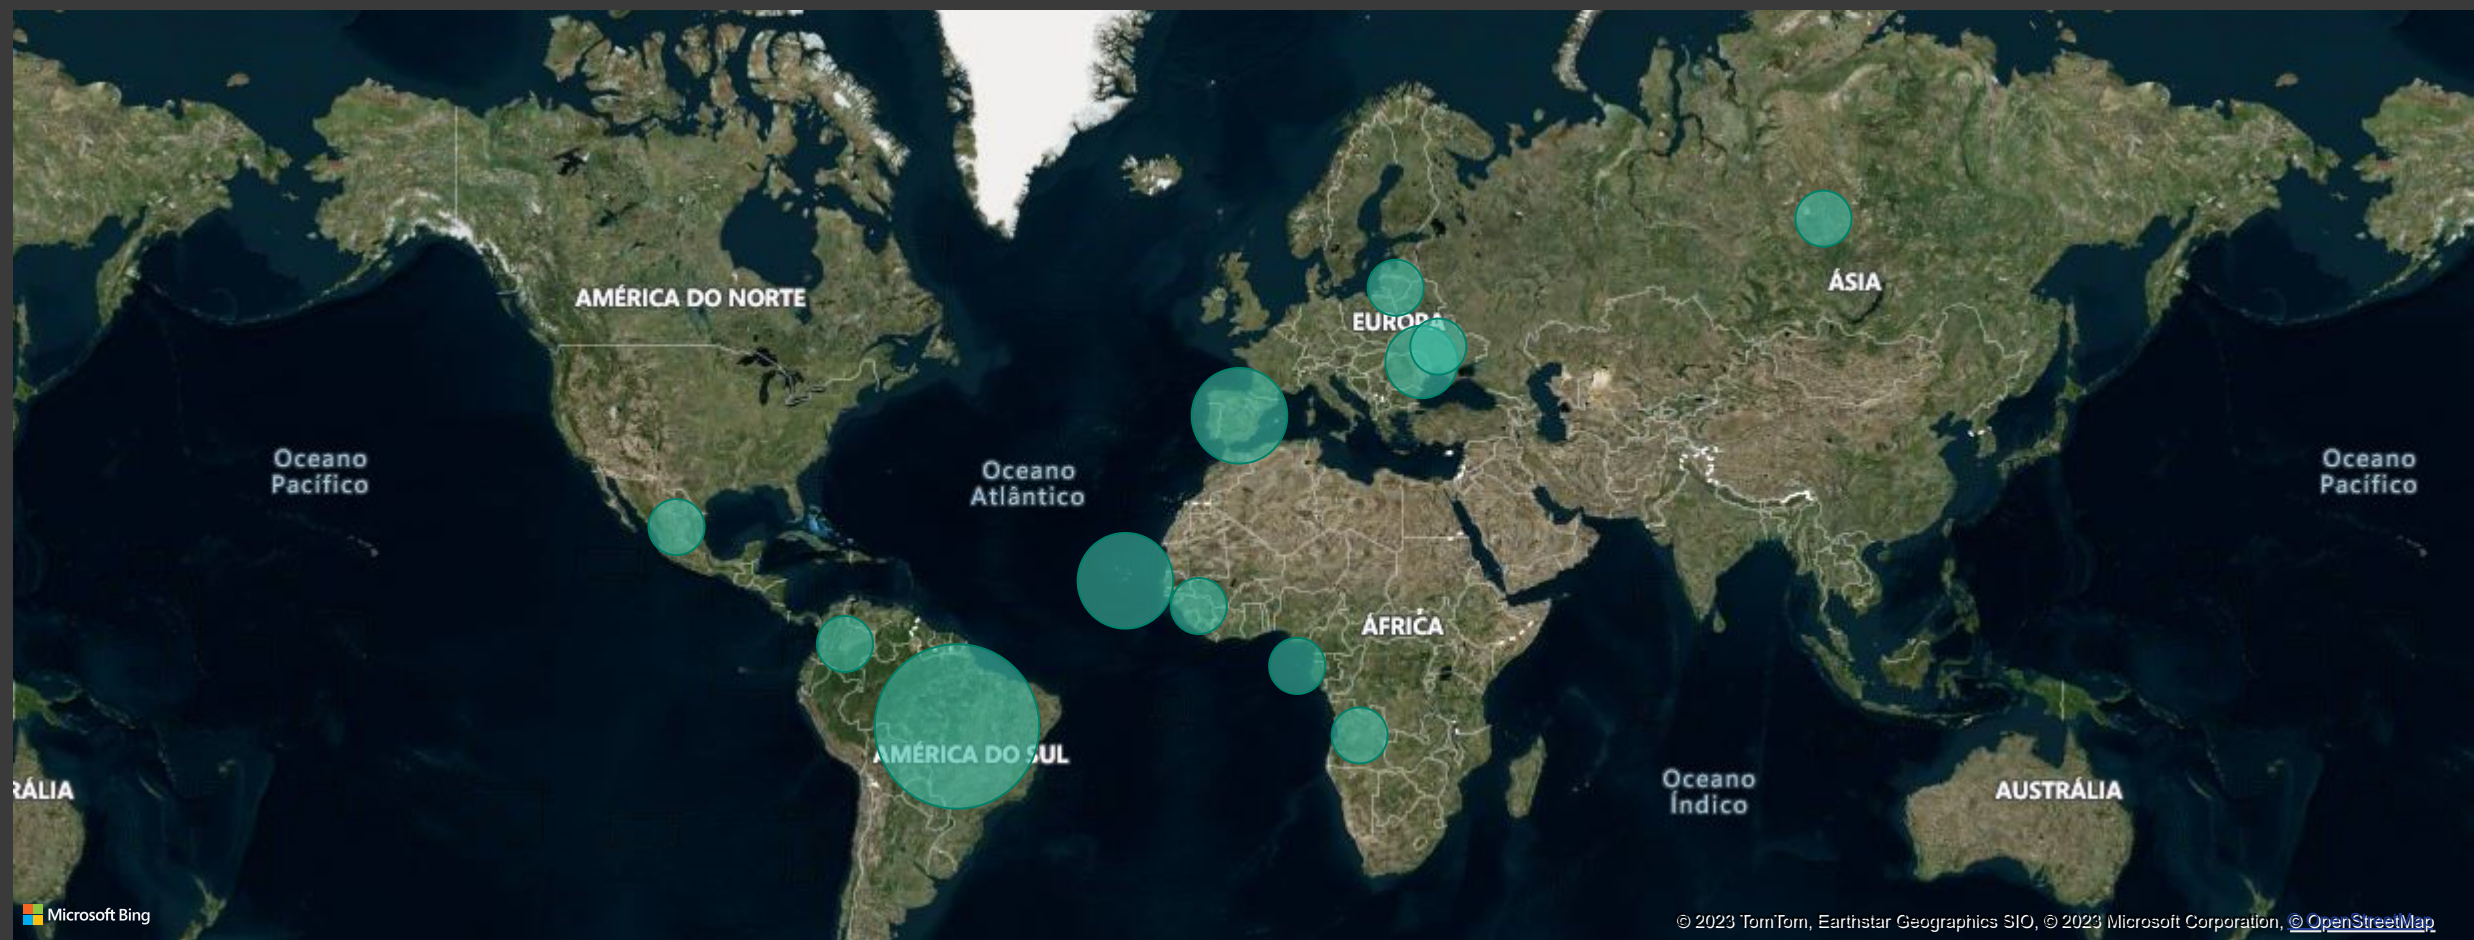 AMÉRICA DO NORTE
ÁSIA
EUROPA
Oceano
Pacífico
Oceano
Atlântico
Oceano
Pacífico
ÁFRICA
AMÉRICA DO SUL
Oceano
Índico
RÁLIA
AUSTRÁLIA
Microsoft Bing
© 2023 TomTom, Earthstar Geographics SIO, © 2023 Microsoft Corporation, © OpenStreetMap